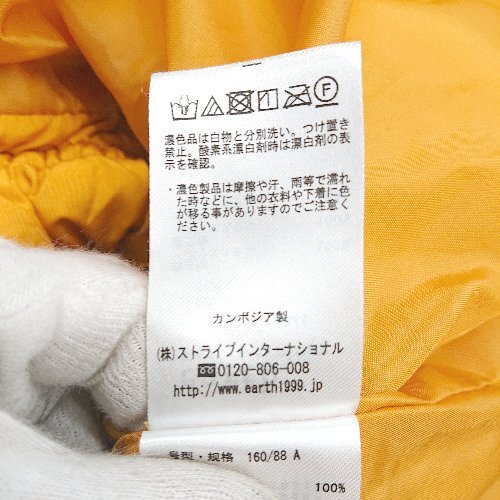 濃色品は白物と分別洗い。つけ置き
禁止。酸素系漂白剤時は漂白剤の表
示を確認。
・濃色製品は摩擦や汗、雨等で濡れ
た時などに、他の衣料や下着に色
が移る事がありますのでご注意
ください。
カンボジア製
(株)ストライプインターナショナル
☎0120-806-008
http://www.earth1999.jp
号型・规格 160/88 A
100%